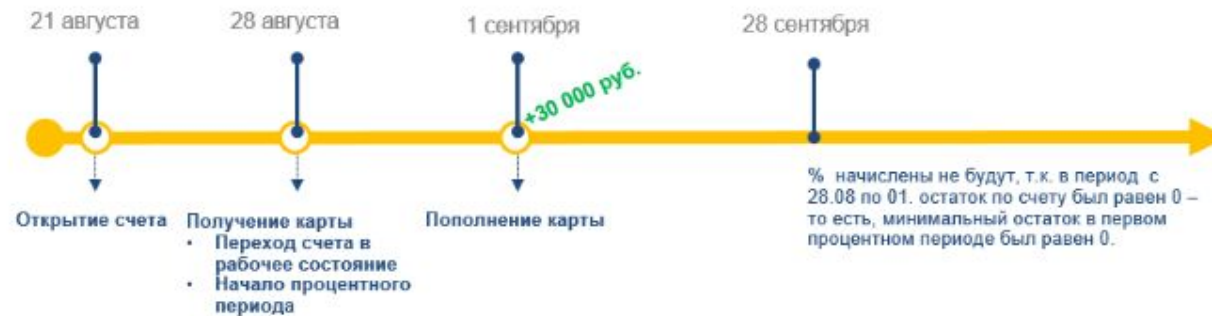 21 августа
28 августа
1 сентября
28 сентября
+30 000 руб.
Открытие счета
Получение карты
• Переход счета в
рабочее состояние
• Начало процентного
периода
Пополнение карты
% начислены не будут, т.к. в период с
28.08 по 01. остаток по счету был равен 0 –
то есть, минимальный остаток в первом
процентном периоде был равен 0.